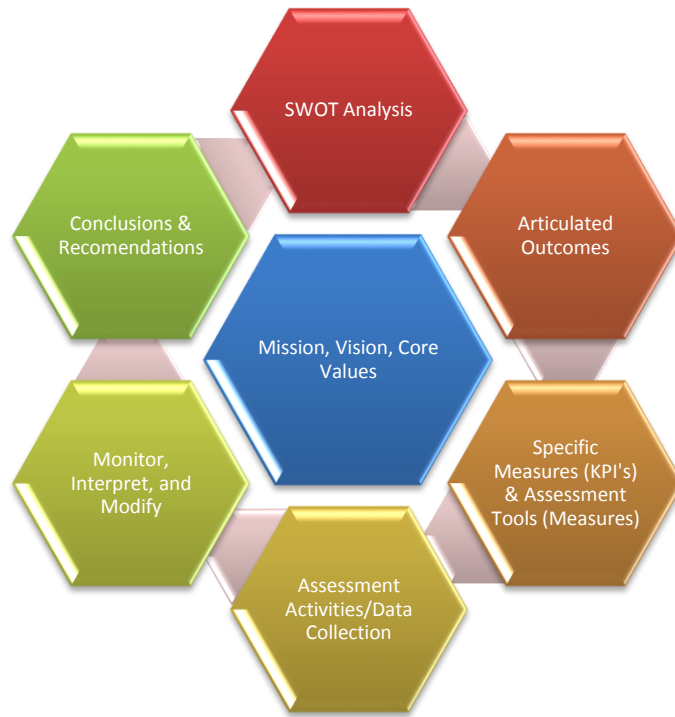 SWOT Analysis
Articulated
Outcomes
Specific
Measures (KPI's)
& Assessment
Tools (Measures)
Assessment
Activities/Data
Collection
Monitor,
Interpret, and
Modify
Conclusions &
Recomendations
Mission, Vision, Core
Values